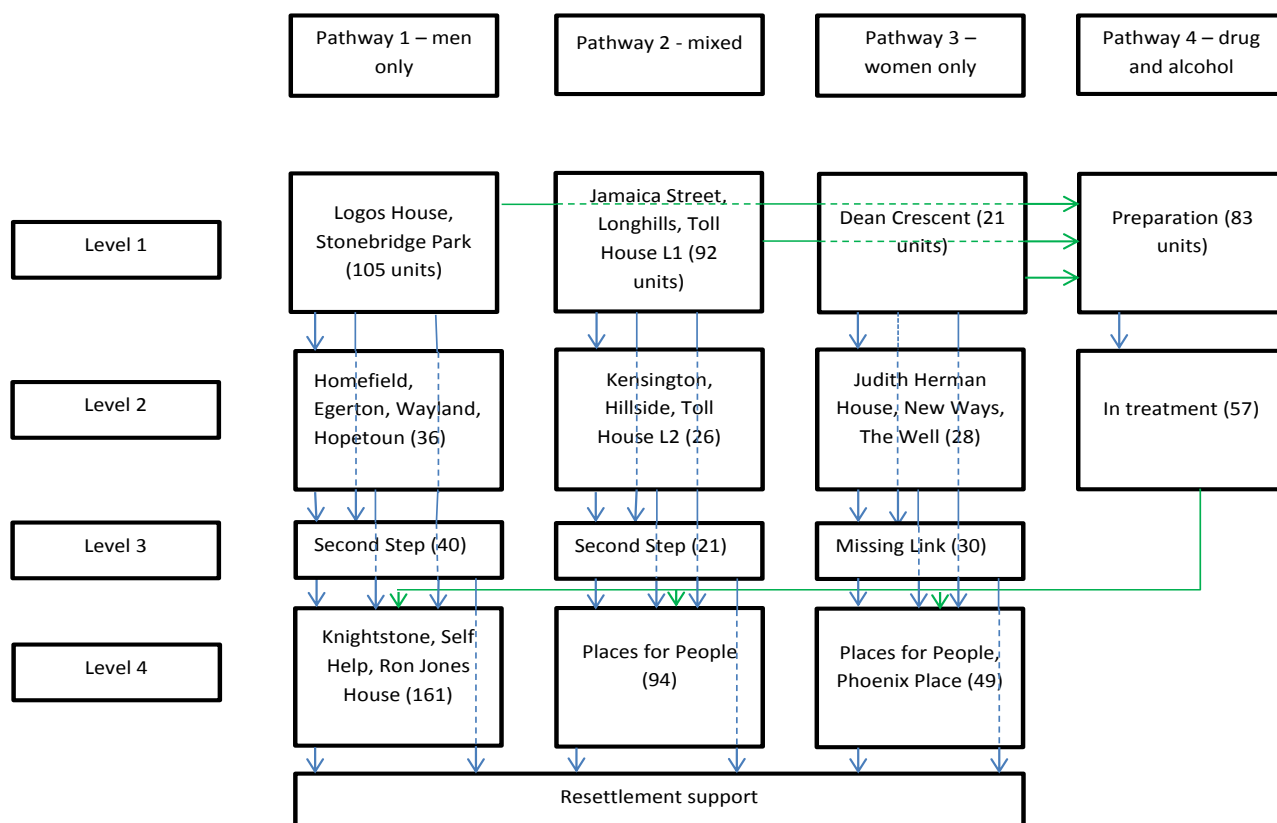 Pathway 1 – men
only
Pathway 2 - mixed
Pathway 3 –
women only
Pathway 4 – drug
and alcohol
Level 1
Logos House,
Stonebridge Park
(105 units)
Jamaica Street,
Longhills, Toll
House L1 (92
units)
Dean Crescent (21
units)
Preparation (83
units)
Level 2
Homefield,
Egerton, Wayland,
Hopetoun (36)
Kensington,
Hillside, Toll
House L2 (26)
Judith Herman
House, New Ways,
The Well (28)
In treatment (57)
Level 3
Second Step (40)
Second Step (21)
Missing Link (30)
Level 4
Knightstone, Self
Help, Ron Jones
House (161)
Places for People
(94)
Places for People,
Phoenix Place (49)
Resettlement support